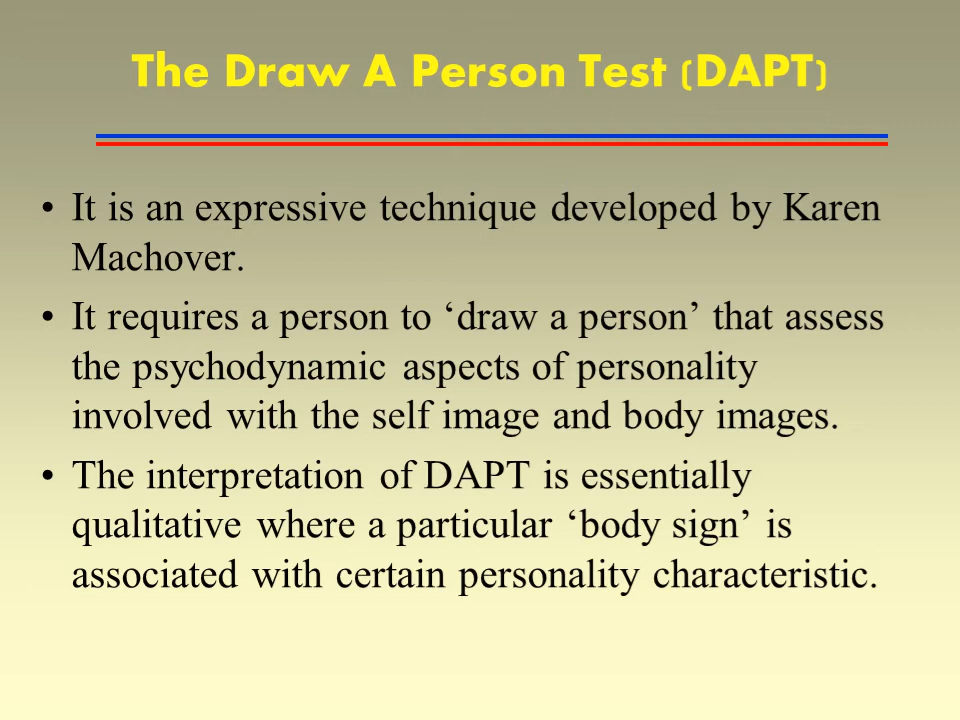 The Draw A Person Test (DAPT)
• It is an expressive technique developed by Karen
Machover.
• It requires a person to ‘draw a person’ that assess
the psychodynamic aspects of personality
involved with the self image and body images.
• The interpretation of DAPT is essentially
qualitative where a particular ‘body sign’ is
associated with certain personality characteristic.